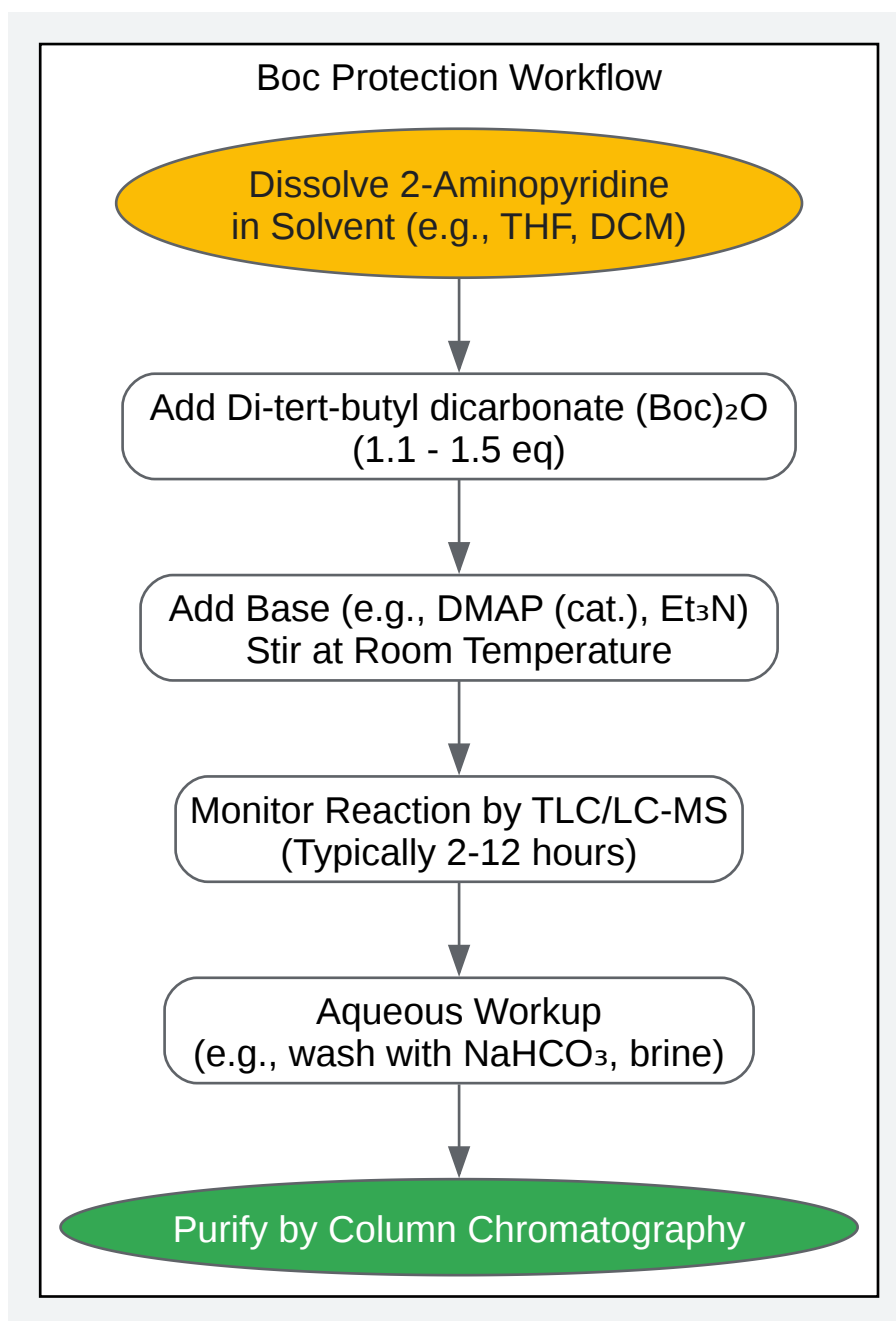 Boc Protection Workflow
Dissolve 2-Aminopyridine
in Solvent (e.g., THF, DCM)
Add Di-tert-butyl dicarbonate (Boc)₂O
(1.1 - 1.5 eq)
Add Base (e.g., DMAP (cat.), Et₃N)
Stir at Room Temperature
Monitor Reaction by TLC/LC-MS
(Typically 2-12 hours)
Aqueous Workup
(e.g., wash with NaHCO₃, brine)
Purify by Column Chromatography